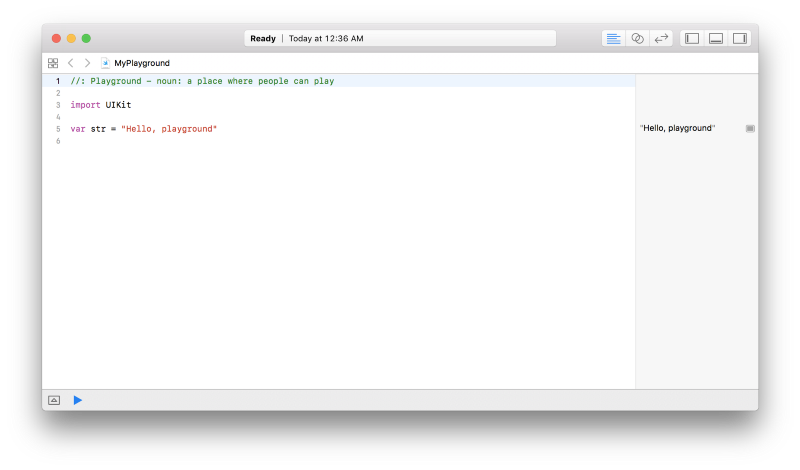 Ready | Today at 12:36 AM
MyPlayground
1 //: Playground - noun: a place where people can play
2
3 import UIKit
4
5 var str = "Hello, playground"
6
"Hello, playground"